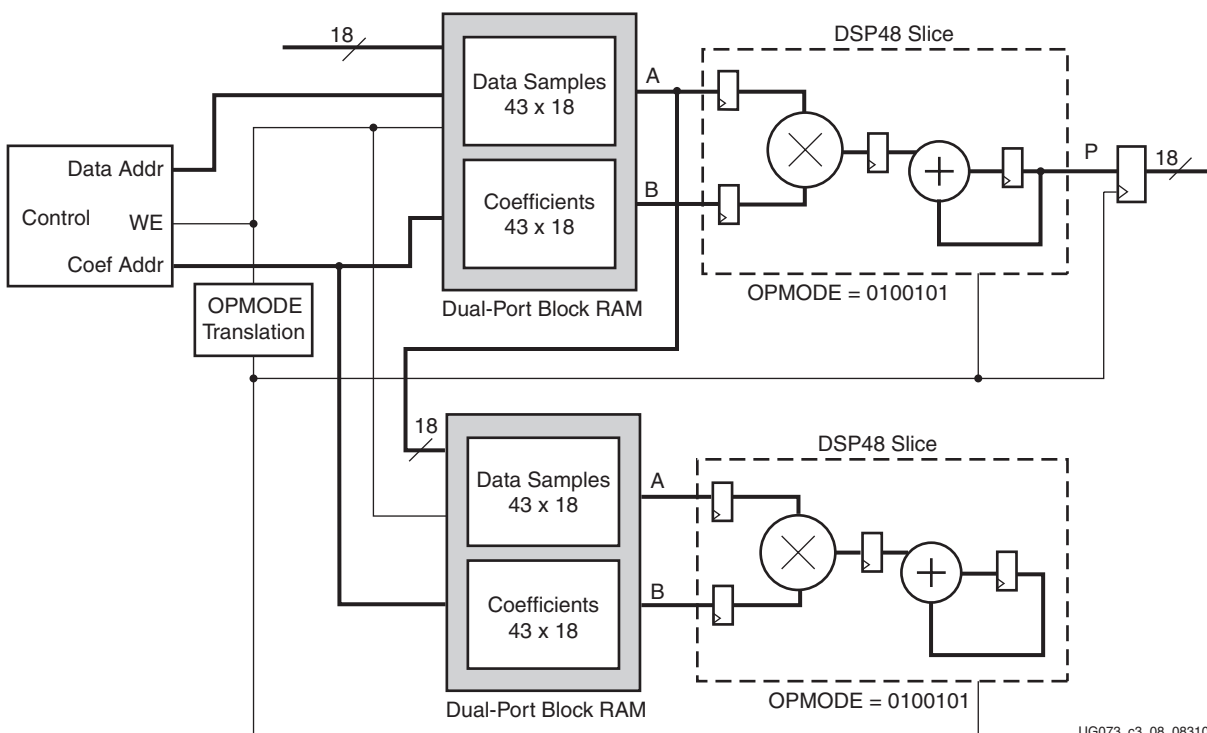 DSP48 Slice
18
Data Samples
43 x 18
A
Coefficients
43 x 18
B
P
18
Data Addr
Control
WE
Coef Addr
OPMODE
Translation
Dual-Port Block RAM
OPMODE = 0100101
18
DSP48 Slice
Data Samples
43 x 18
A
Coefficients
43 x 18
B
Dual-Port Block RAM
OPMODE = 0100101
UG073_c3_08_08310